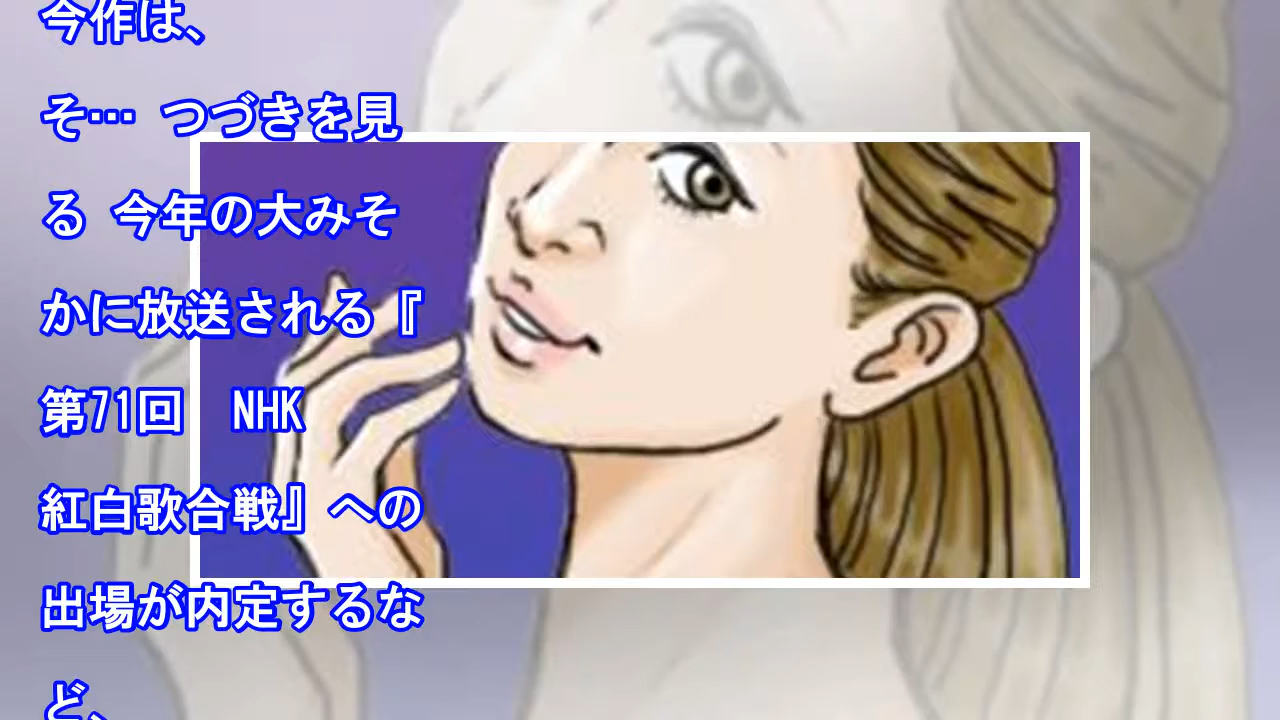 今作は、
そ… つづきを見
る 今年の大みそ
かに放送される『
第71回　NHK
紅白歌合戦』への
出場が内定するな
ど、